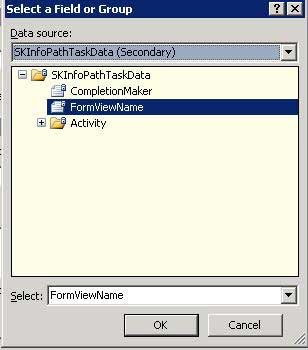 Select a Field or Group
Data source:
SKInfoPathTaskData (Secondary)
SKInfoPathTaskData
CompletionMaker
FormViewName
Activity
Select: FormViewName
OK Cancel